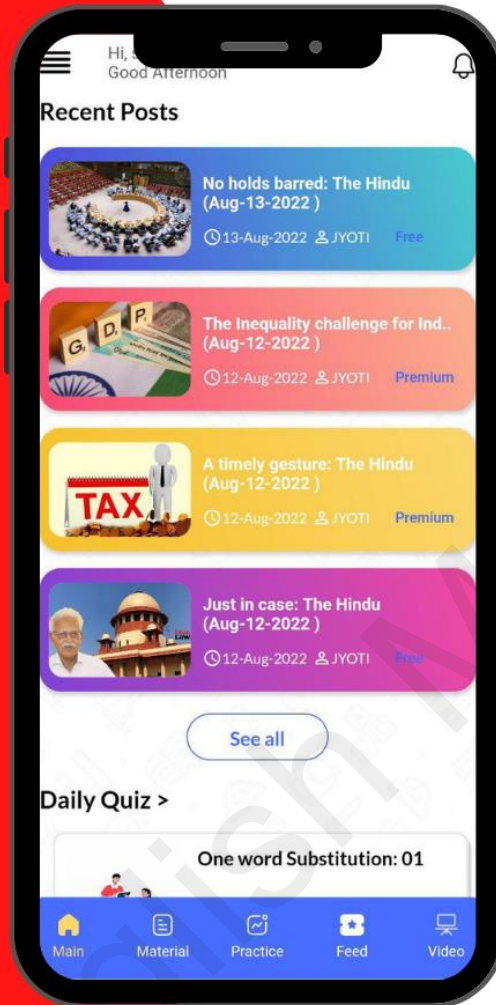 Hi,
Good Afternoon
Recent Posts
No holds barred: The Hindu
(Aug-13-2022 )
13-Aug-2022 JYOTI Free
G D P
The Inequality challenge for Ind..
(Aug-12-2022 )
12-Aug-2022 JYOTI Premium
TAX
A timely gesture: The Hindu
(Aug-12-2022 )
12-Aug-2022 JYOTI Premium
Just in case: The Hindu
(Aug-12-2022 )
12-Aug-2022 JYOTI Free
See all
Daily Quiz >
One word Substitution: 01
Main Material Practice Feed Video